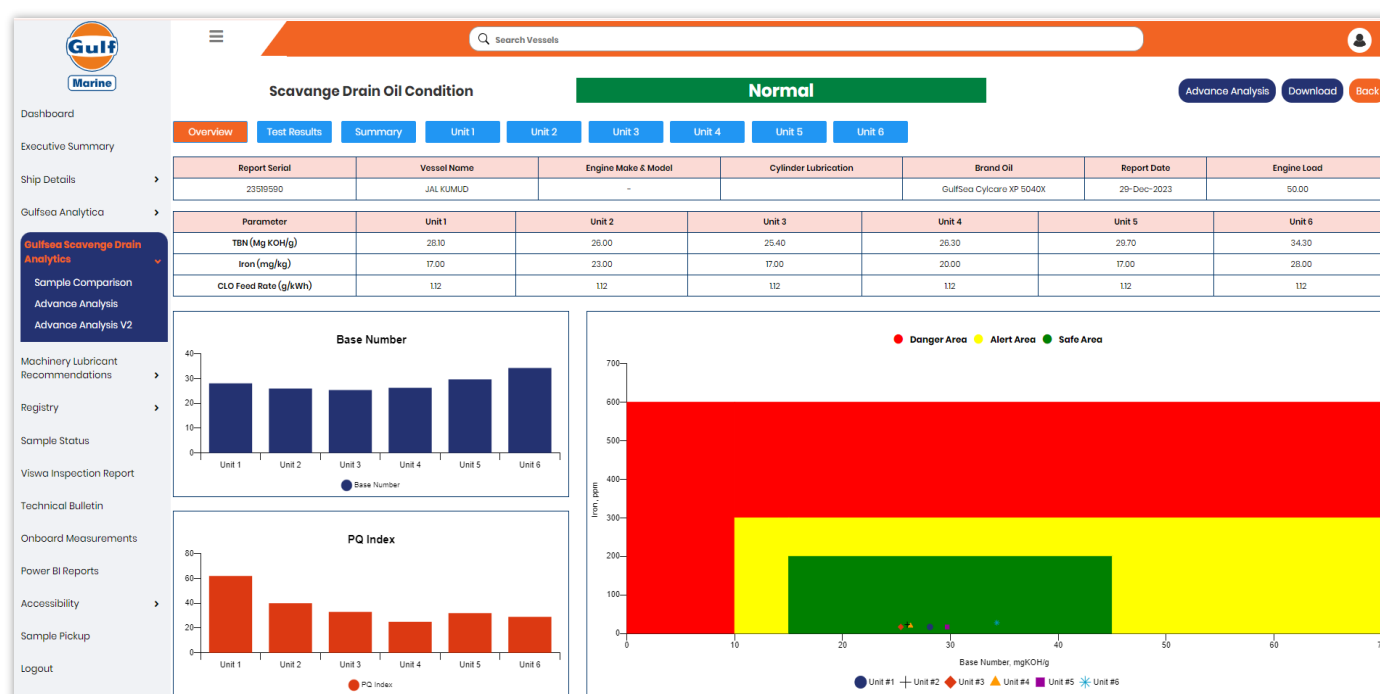 Gulf
Marine
Search Vessels
Scavange Drain Oil Condition
Normal
Advance Analysis
Download
Back
Dashboard
Executive Summary
Ship Details
Gulfsea Analytica
Gulfsea Scavenge Drain
Analytics
Sample Comparison
Advance Analysis
Advance Analysis V2
Machinery Lubricant
Recommendations
Registry
Sample Status
Viswa Inspection Report
Technical Bulletin
Onboard Measurements
Power BI Reports
Accessibility
Sample Pickup
Logout
Overview Test Results Summary Unit 1 Unit 2 Unit 3 Unit 4 Unit 5 Unit 6
Report Serial Vessel Name Engine Make & Model Cylinder Lubrication Brand Oil Report Date Engine Load
23519590 JAL KUMUD - GulfSea Cylcare XP 5040X 29-Dec-2023 50.00
Parameter Unit 1 Unit 2 Unit 3 Unit 4 Unit 5 Unit 6
TBN (Mg KOH/g) 28.10 26.00 25.40 26.30 29.70 34.30
Iron (mg/kg) 17.00 23.00 17.00 20.00 17.00 28.00
CLO Feed Rate (g/kWh) 1.12 1.12 1.12 1.12 1.12 1.12
Base Number
40
30
20
10
0
Unit 1 Unit 2 Unit 3 Unit 4 Unit 5 Unit 6
Base Number
PQ Index
80
60
40
20
0
Unit 1 Unit 2 Unit 3 Unit 4 Unit 5 Unit 6
PQ Index
Danger Area Alert Area Safe Area
700
600
500
400
300
200
100
0
Iron, ppm
0 10 20 30 40 50 60
Base Number, mgKOH/g
Unit #1 Unit #2 Unit #3 Unit #4 Unit #5 Unit #6